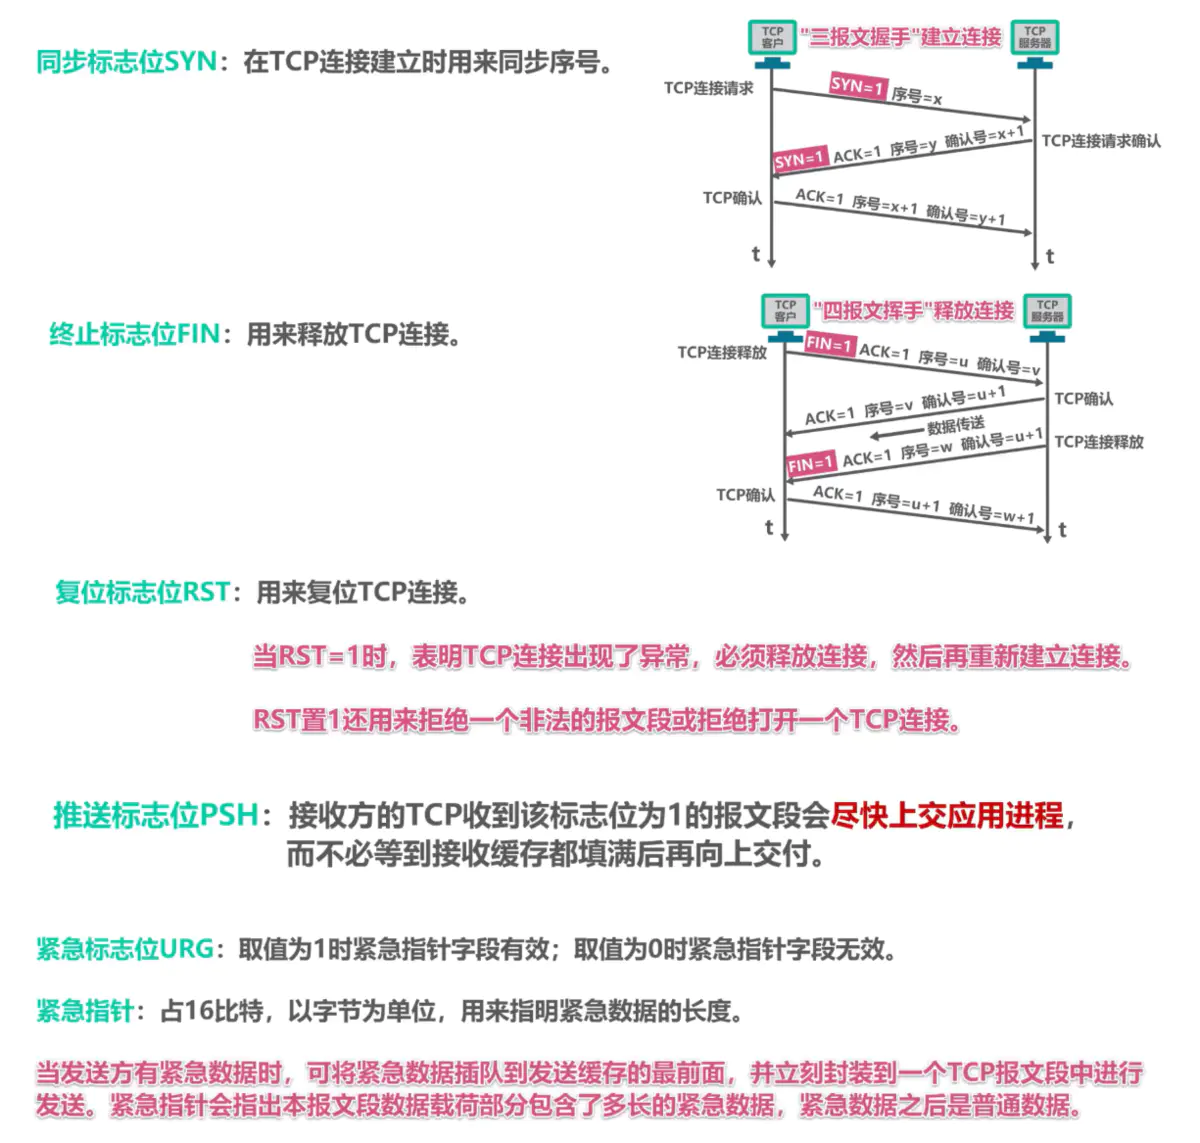 同步标志位SYN：在TCP连接建立时用来同步序号。
TCP
客户
"三报文握手"建立连接
TCP
服务器
TCP连接请求
SYN=1 序号=x
SYN=1 ACK=1 序号=y 确认号=x+1
TCP连接请求确认
TCP确认
ACK=1 序号=x+1 确认号=y+1
t
t
终止标志位FIN：用来释放TCP连接。
TCP
客户
"四报文挥手"释放连接
TCP
服务器
TCP连接释放
FIN=1 ACK=1 序号=u 确认号=v
ACK=1 序号=v 确认号=u+1
TCP确认
数据传送
FIN=1 ACK=1 序号=w 确认号=u+1
TCP连接释放
TCP确认
ACK=1 序号=u+1 确认号=w+1
t
t
复位标志位RST：用来复位TCP连接。
当RST=1时，表明TCP连接出现了异常，必须释放连接，然后再重新建立连接。
RST置1还用来拒绝一个非法的报文段或拒绝打开一个TCP连接。
推送标志位PSH：接收方的TCP收到该标志位为1的报文段会尽快上交应用进程，
而不必等到接收缓存都填满后再向上交付。
紧急标志位URG：取值为1时紧急指针字段有效；取值为0时紧急指针字段无效。
紧急指针：占16比特，以字节为单位，用来指明紧急数据的长度。
当发送方有紧急数据时，可将紧急数据插队到发送缓存的最前面，并立刻封装到一个TCP报文段中进行
发送。紧急指针会指出本报文段数据载荷部分包含了多长的紧急数据，紧急数据之后是普通数据。